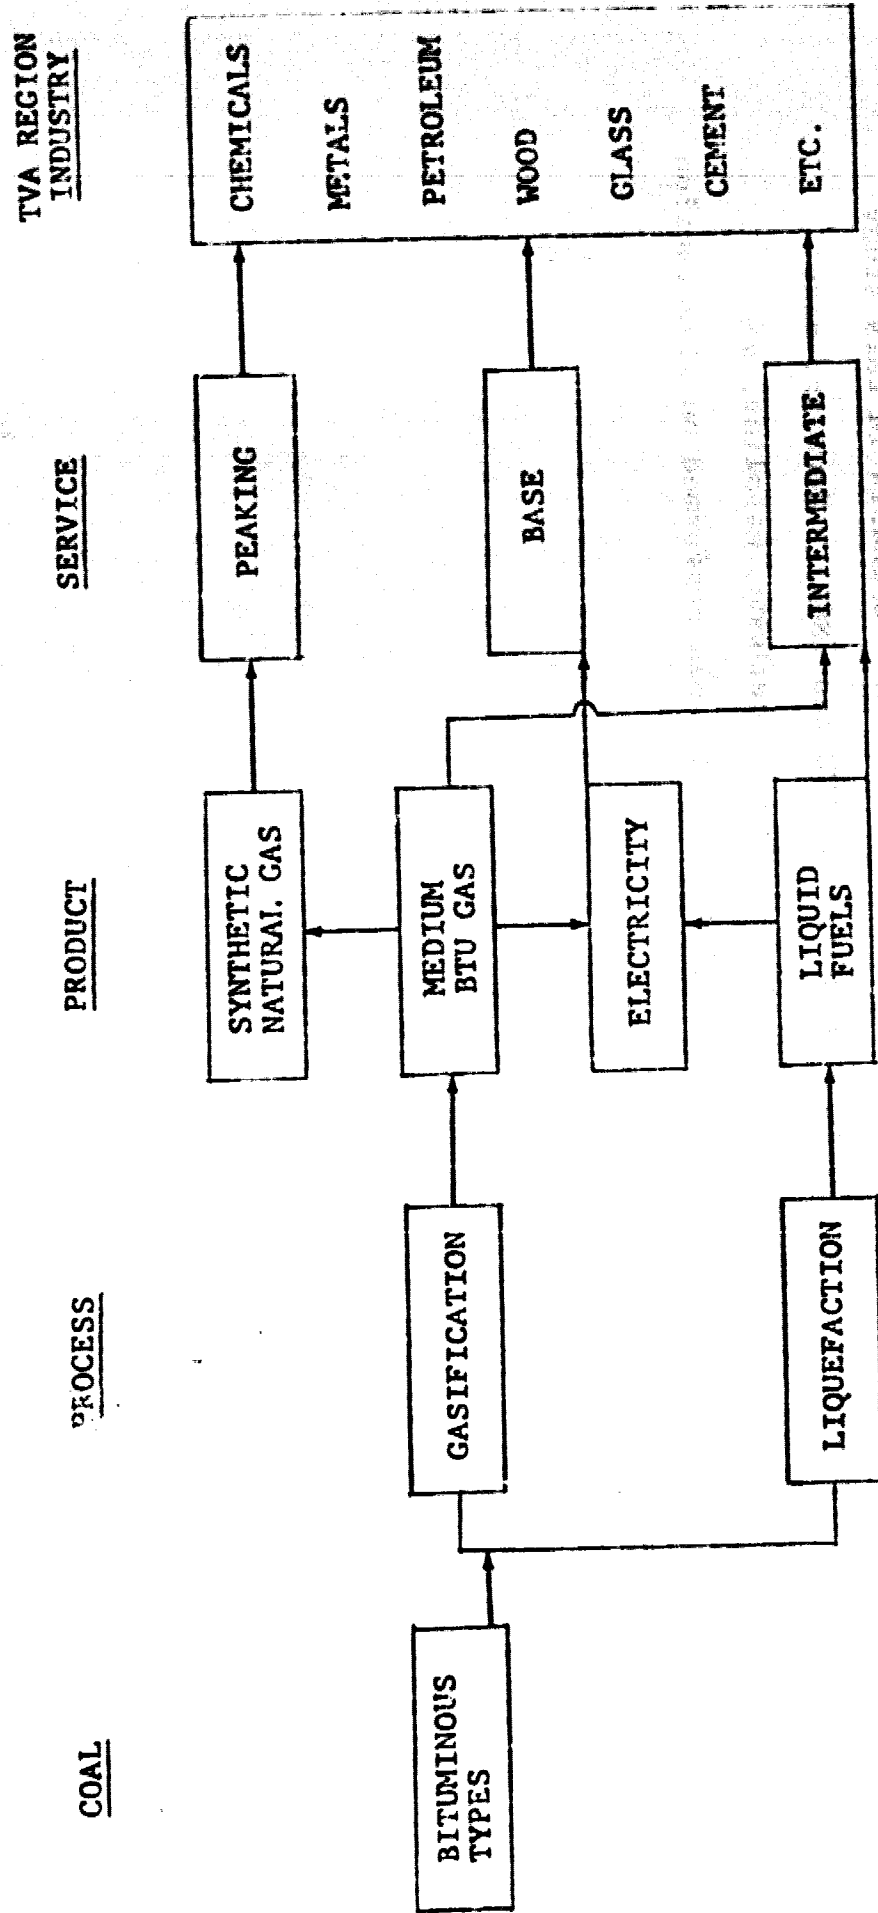 COAL
PROCESS
PRODUCT
SERVICE
TVA REGION
INDUSTRY
BITUMINOUS
TYPES
GASIFICATION
LIQUEFACTION
SYNTHETIC
NATURAL GAS
MEDIUM
BTU GAS
ELECTRICITY
LIQUID
FUELS
PEAKING
BASE
INTERMEDIATE
CHEMICALS
METALS
PETROLEUM
WOOD
GLASS
CEMENT
ETC.